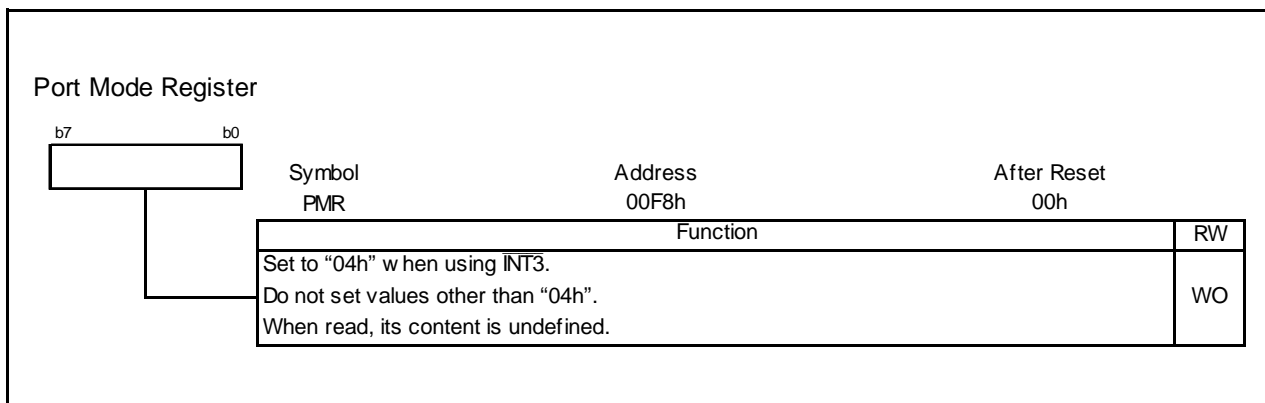 Port Mode Register
b7 b0
Symbol Address After Reset
PMR 00F8h 00h
Function RW
Set to “04h” when using I̅N̅T̅3̅.
Do not set values other than “04h”. WO
When read, its content is undefined.